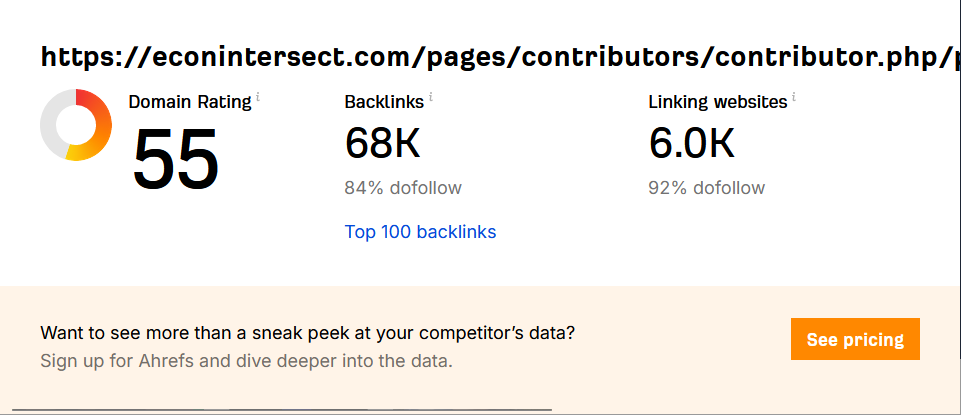 https://econintersect.com/pages/contributors/contributor.php/
Domain Rating i
55
Backlinks i
68K
84% dofollow
Top 100 backlinks
Linking websites i
6.0K
92% dofollow
Want to see more than a sneak peek at your competitor's data?
Sign up for Ahrefs and dive deeper into the data.
See pricing